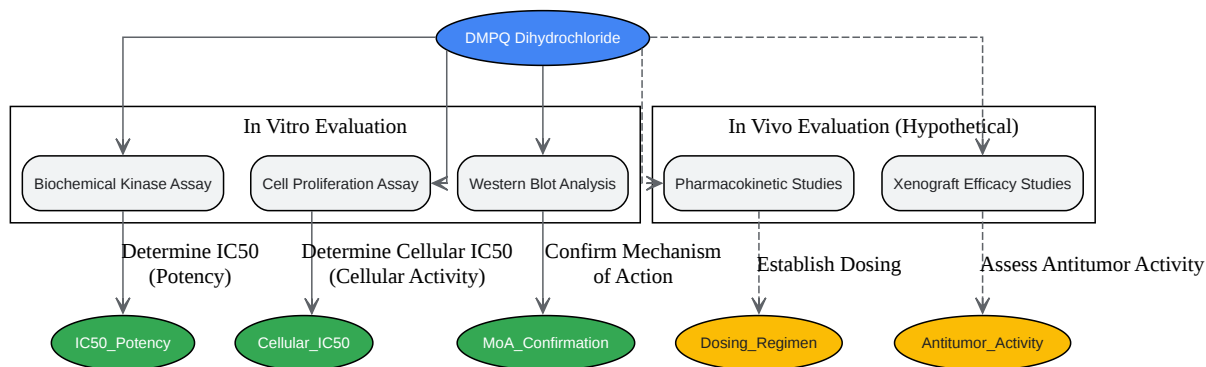 DMPQ Dihydrochloride
In Vitro Evaluation
In Vivo Evaluation (Hypothetical)
Biochemical Kinase Assay
Cell Proliferation Assay
Western Blot Analysis
Pharmacokinetic Studies
Xenograft Efficacy Studies
Determine IC50
(Potency)
Determine Cellular IC50
(Cellular Activity)
Confirm Mechanism
of Action
Establish Dosing
Assess Antitumor Activity
IC50_Potency
Cellular_IC50
MoA_Confirmation
Dosing_Regimen
Antitumor_Activity